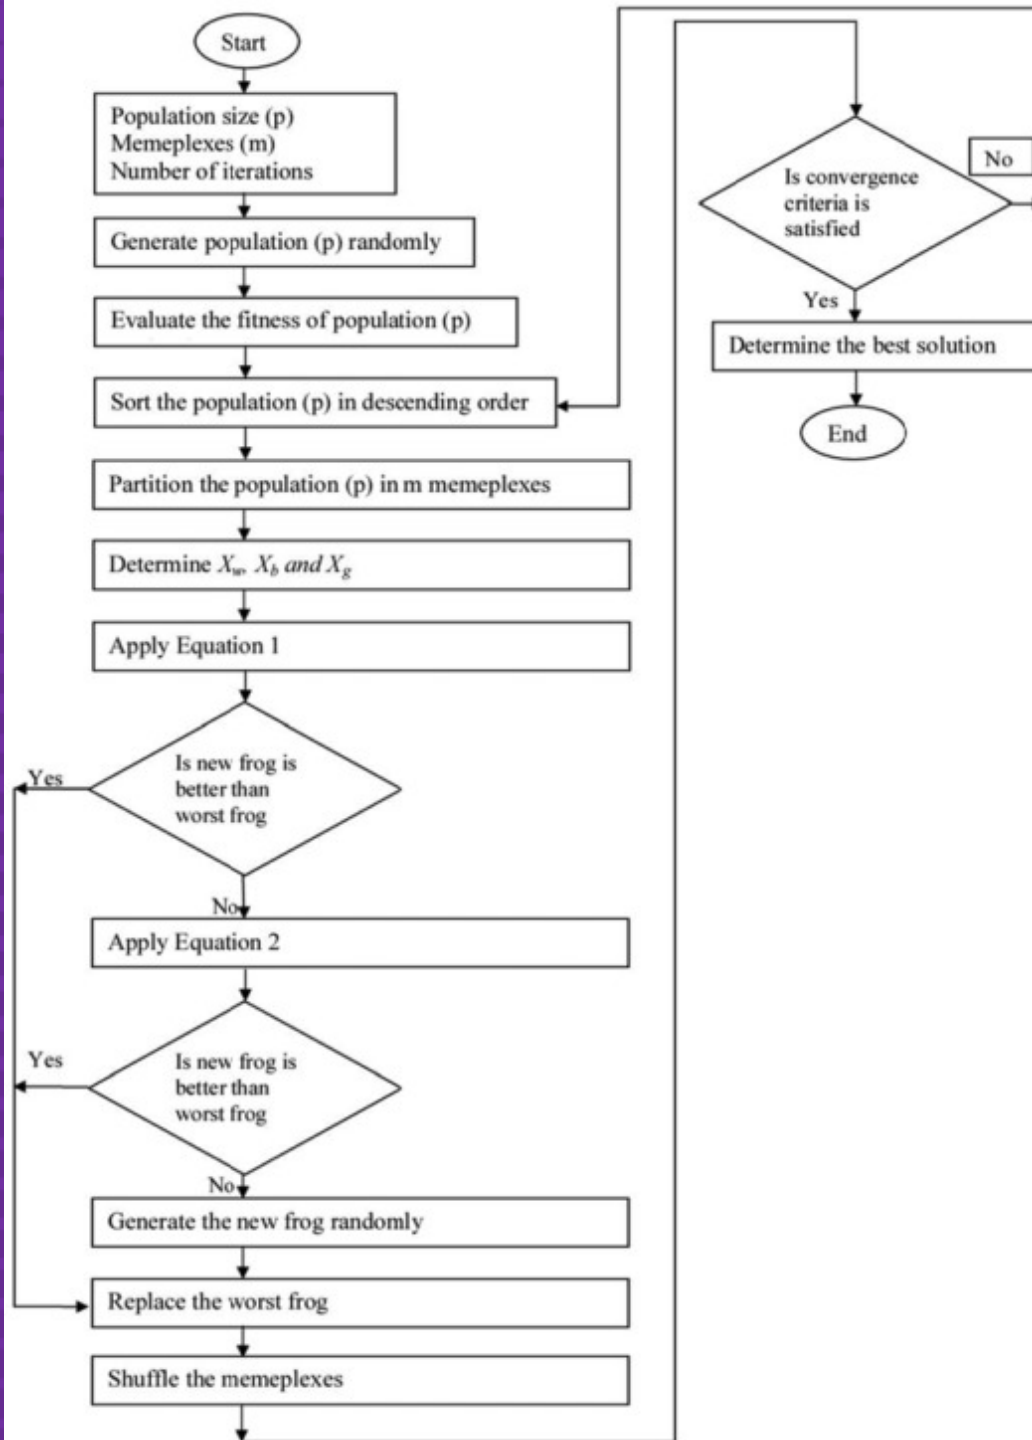 Start
Population size (p)
Memeplexes (m)
Number of iterations
Generate population (p) randomly
Evaluate the fitness of population (p)
Sort the population (p) in descending order
Partition the population (p) in m memeplexes
Determine Xw, Xb and Xg
Apply Equation 1
Is new frog is
better than
worst frog
Yes
No
Apply Equation 2
Is new frog is
better than
worst frog
Yes
No
Generate the new frog randomly
Replace the worst frog
Shuffle the memeplexes
Is convergence
criteria is
satisfied
No
Yes
Determine the best solution
End